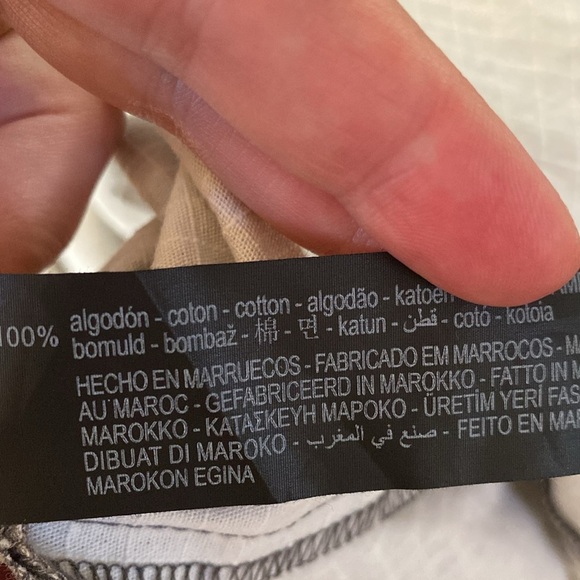 100% algodón - coton - cotton - algodão - katoen
bomuld - bombaž - 棉 - 면 - katun - قطن - cotó - kotoia
HECHO EN MARRUECOS - FABRICADO EM MARROCOS -
AU MAROC - GEFABRICEERD IN MAROKKO - FATTO IN
MAROKKO - ΚΑΤΑΣΚΕΥΗ ΜΑΡΟΚΟ - ÜRETİM YERİ FAS
DIBUAT DI MAROKO - صنع في المغرب - FEITO EN
MAROKON EGINA